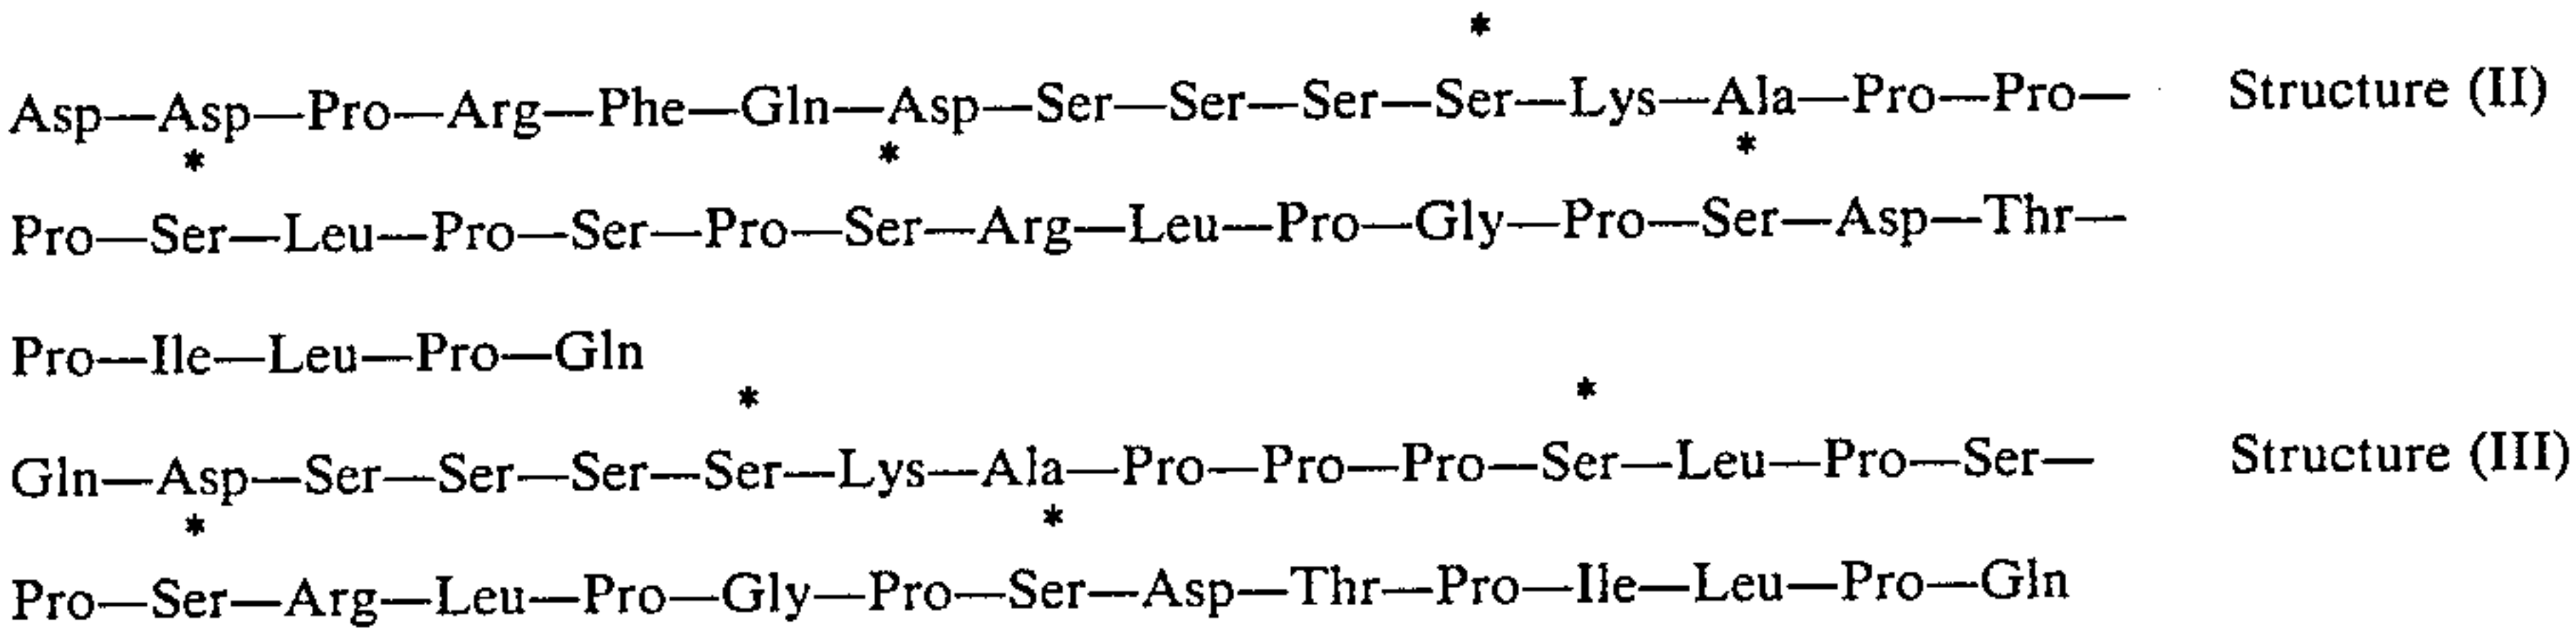 *
Asp—Asp—Pro—Arg—Phe—Gln—Asp—Ser—Ser—Ser—Ser—Lys—Ala—Pro—Pro— Structure (II)
* * *
Pro—Ser—Leu—Pro—Ser—Pro—Ser—Arg—Leu—Pro—Gly—Pro—Ser—Asp—Thr—
Pro—Ile—Leu—Pro—Gln
* *
Gln—Asp—Ser—Ser—Ser—Ser—Lys—Ala—Pro—Pro—Pro—Ser—Leu—Pro—Ser— Structure (III)
* *
Pro—Ser—Arg—Leu—Pro—Gly—Pro—Ser—Asp—Thr—Pro—Ile—Leu—Pro—Gln